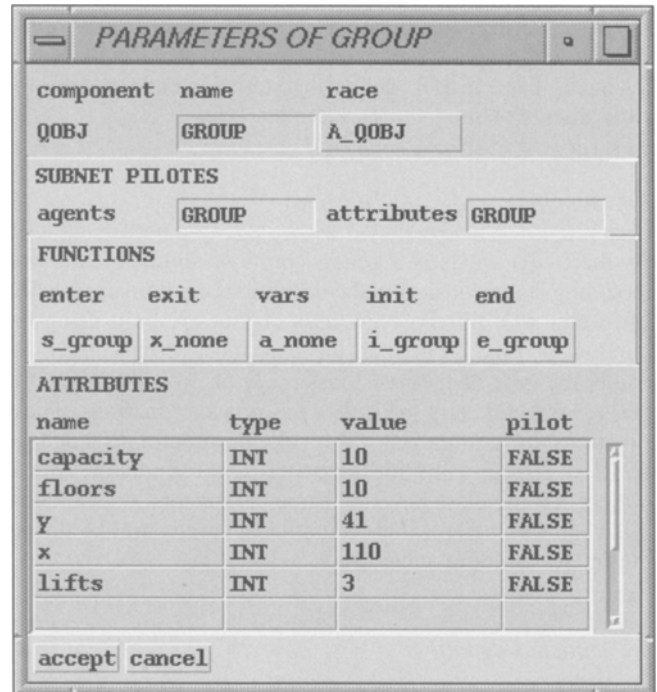 PARAMETERS OF GROUP
component name race
QOBJ GROUP A_QOBJ
SUBNET PILOTES
agents GROUP attributes GROUP
FUNCTIONS
enter exit vars init end
s_group x_none a_none i_group e_group
ATTRIBUTES
name type value pilot
capacity INT 10 FALSE
floors INT 10 FALSE
y INT 41 FALSE
x INT 110 FALSE
lifts INT 3 FALSE
accept cancel